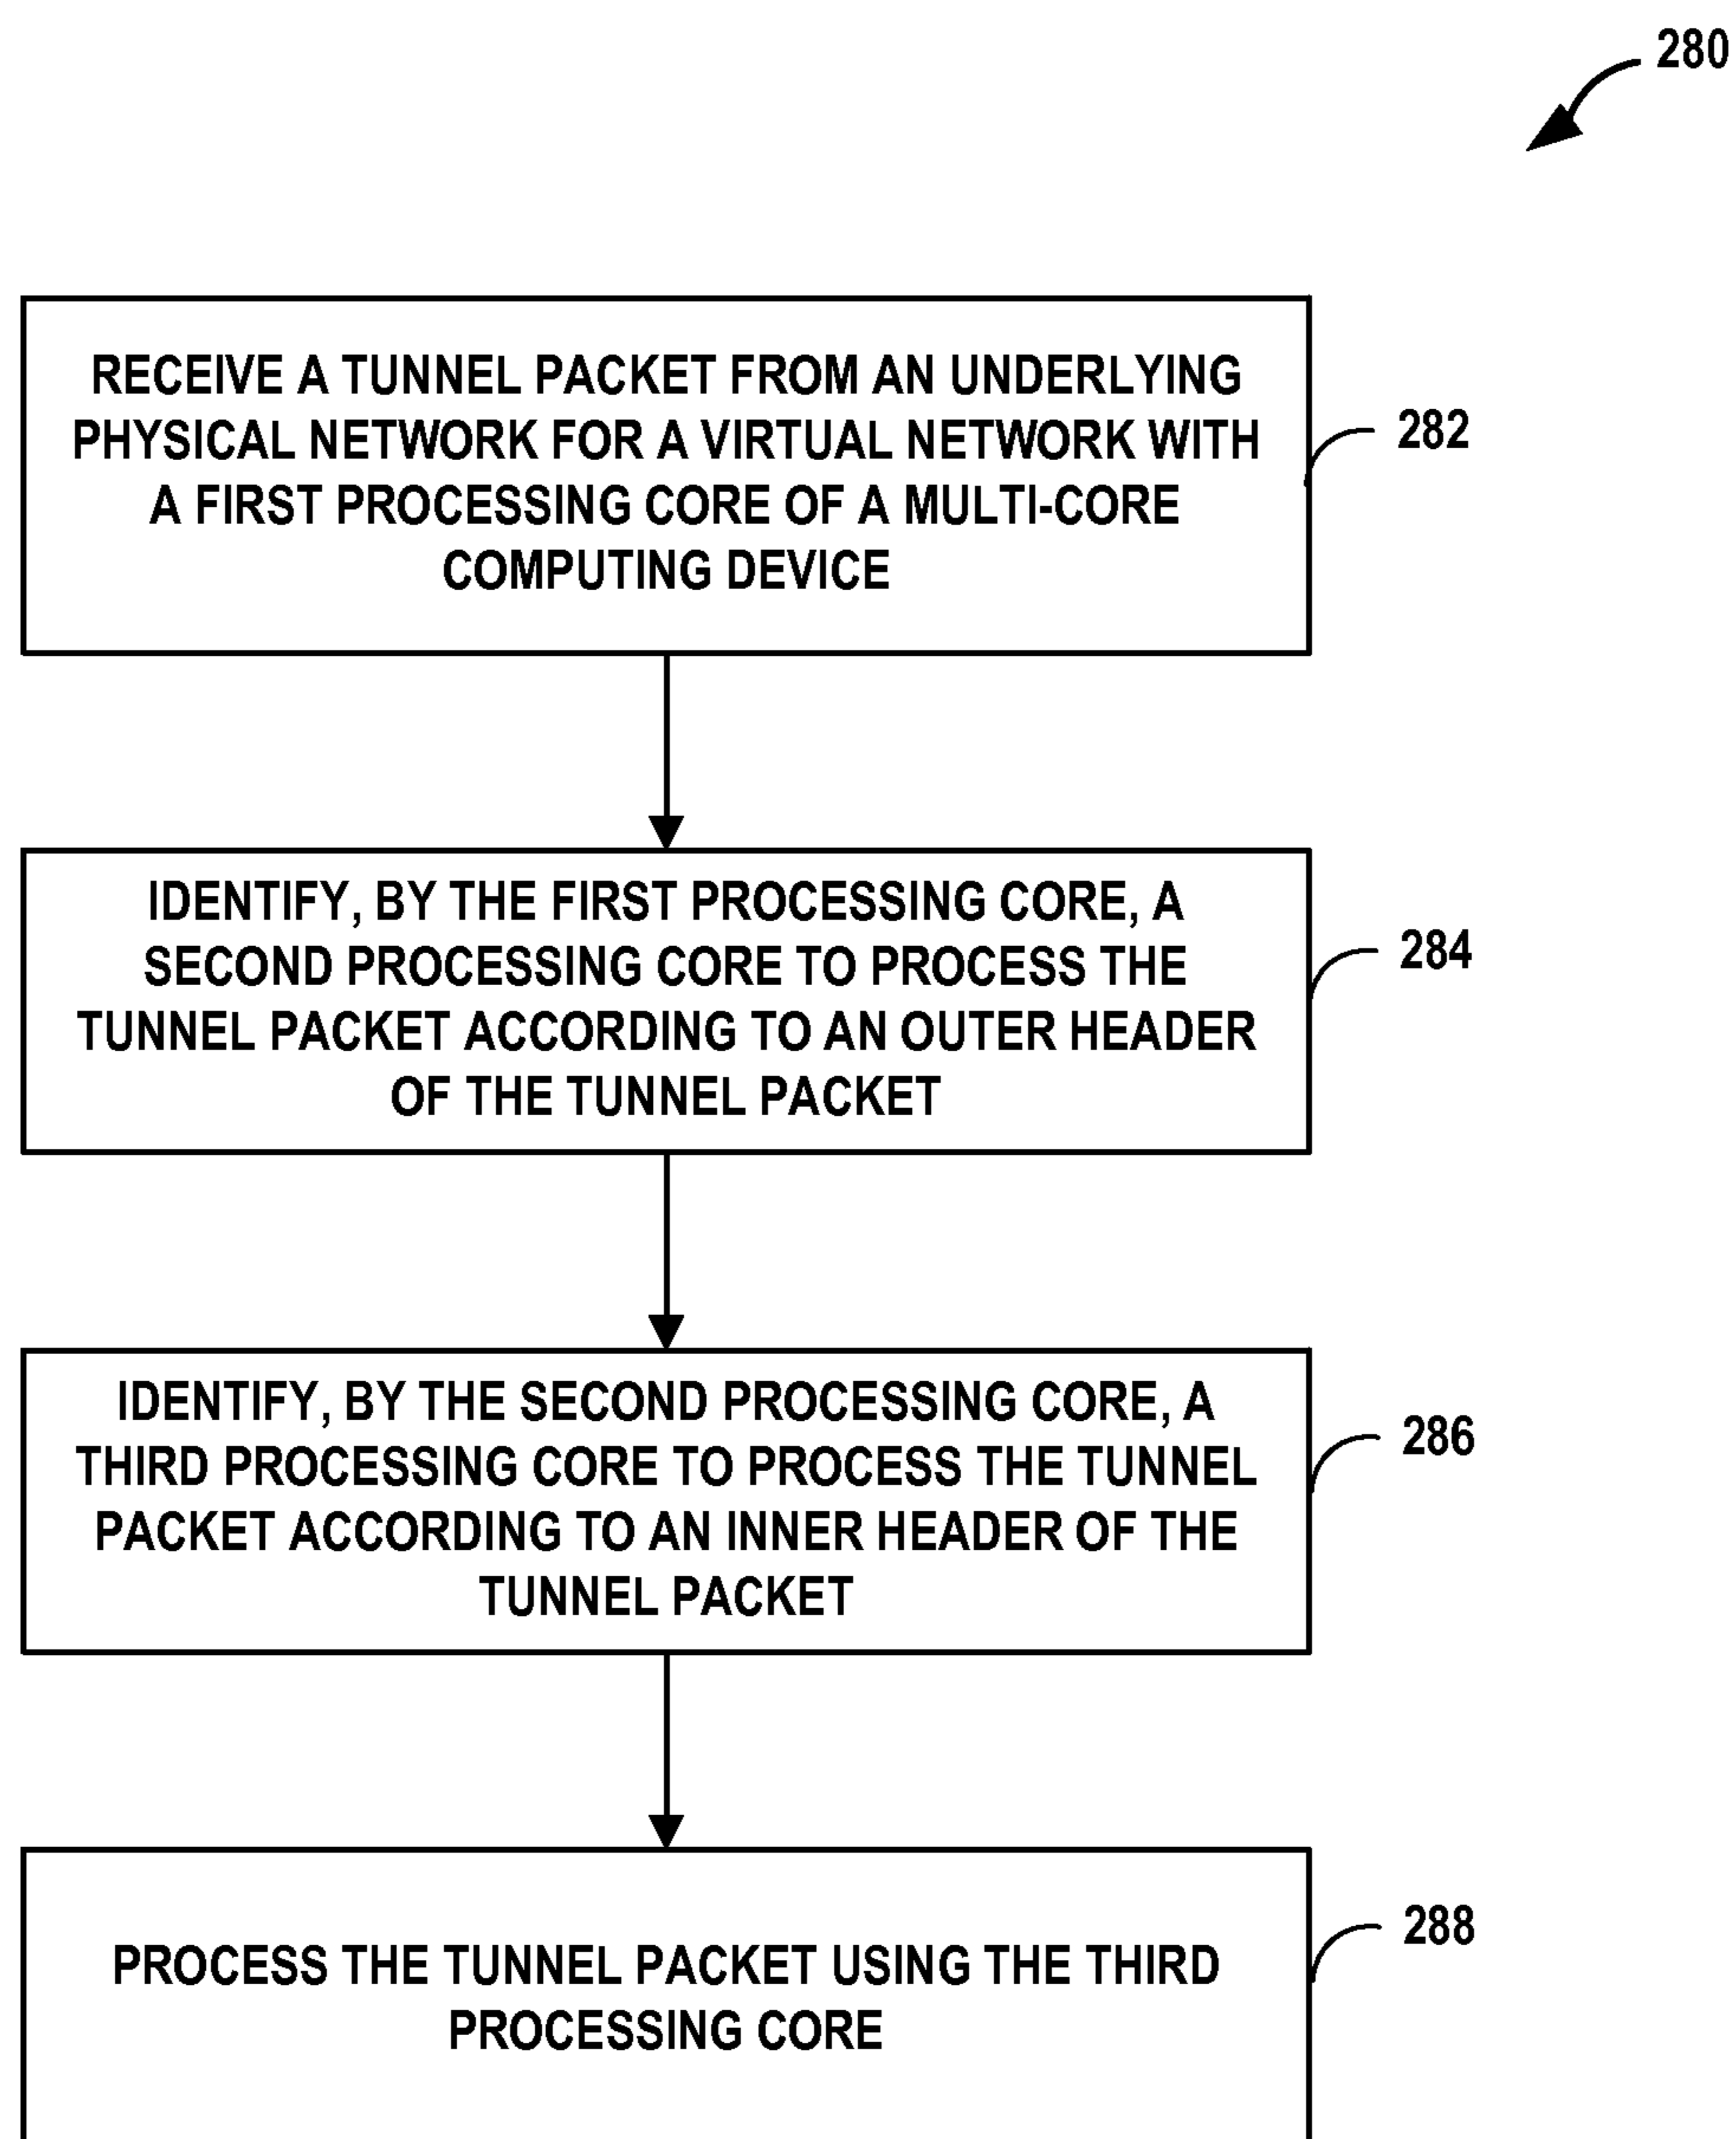 280
RECEIVE A TUNNEL PACKET FROM AN UNDERLYING
PHYSICAL NETWORK FOR A VIRTUAL NETWORK WITH
A FIRST PROCESSING CORE OF A MULTI-CORE
COMPUTING DEVICE
282
IDENTIFY, BY THE FIRST PROCESSING CORE, A
SECOND PROCESSING CORE TO PROCESS THE
TUNNEL PACKET ACCORDING TO AN OUTER HEADER
OF THE TUNNEL PACKET
284
IDENTIFY, BY THE SECOND PROCESSING CORE, A
THIRD PROCESSING CORE TO PROCESS THE TUNNEL
PACKET ACCORDING TO AN INNER HEADER OF THE
TUNNEL PACKET
286
PROCESS THE TUNNEL PACKET USING THE THIRD
PROCESSING CORE
288